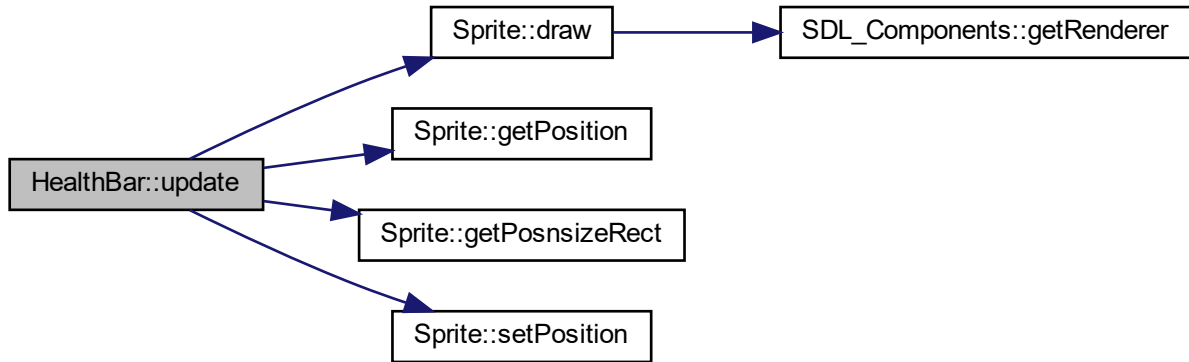 Sprite::draw
SDL_Components::getRenderer
Sprite::getPosition
HealthBar::update
Sprite::getPosnsizeRect
Sprite::setPosition